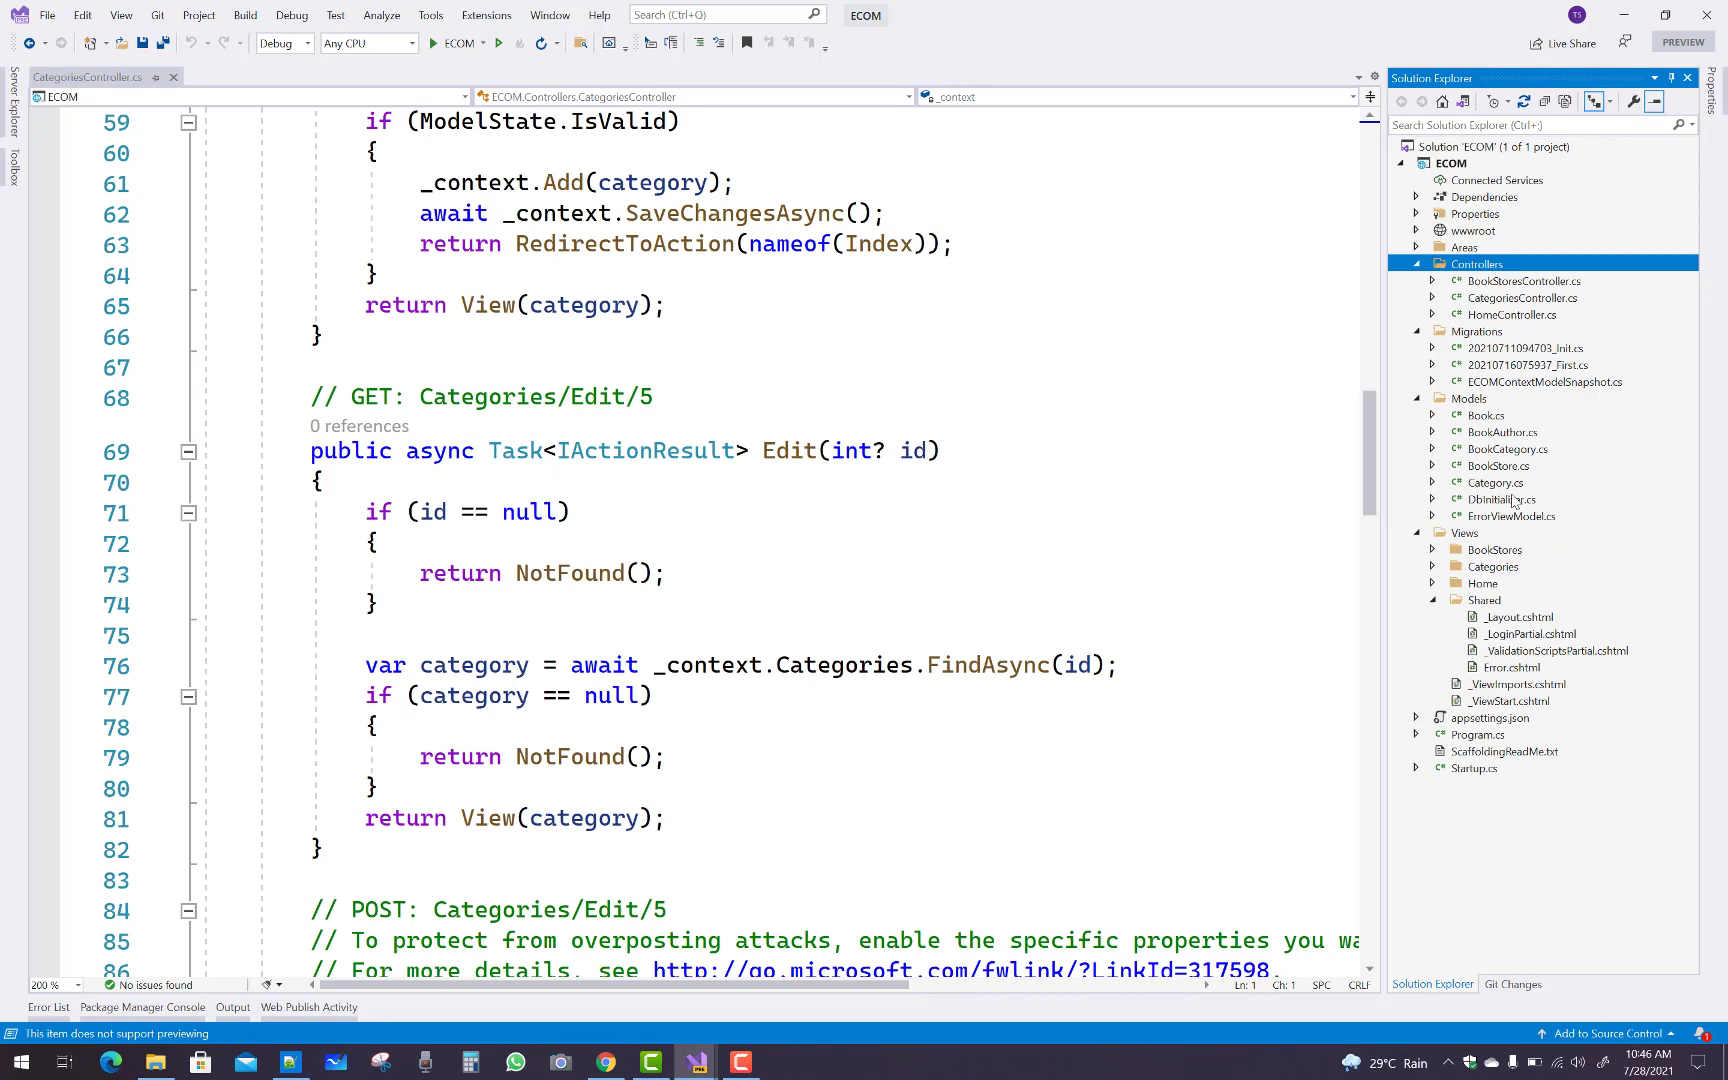 File Edit View Git Project Build Debug Test Analyze Tools Extensions Window Help Search (Ctrl+Q) ECOM TS
Debug Any CPU ECOM Live Share PREVIEW
CategoriesController.cs
ECOM ECOM.Controllers.CategoriesController _context
Server Explorer
Toolbox
59 if (ModelState.IsValid)
60 {
61 _context.Add(category);
62 await _context.SaveChangesAsync();
63 return RedirectToAction(nameof(Index));
64 }
65 return View(category);
66 }
67
68 // GET: Categories/Edit/5
0 references
69 public async Task<IActionResult> Edit(int? id)
70 {
71 if (id == null)
72 {
73 return NotFound();
74 }
75
76 var category = await _context.Categories.FindAsync(id);
77 if (category == null)
78 {
79 return NotFound();
80 }
81 return View(category);
82 }
83
84 // POST: Categories/Edit/5
85 // To protect from overposting attacks, enable the specific properties you wa
86 // For more details, see http://go.microsoft.com/fwlink/?LinkId=317598.
200 % No issues found Ln: 1 Ch: 1 SPC CRLF
Error List Package Manager Console Output Web Publish Activity
Solution Explorer
Search Solution Explorer (Ctrl+;)
Solution 'ECOM' (1 of 1 project)
ECOM
Connected Services
Dependencies
Properties
wwwroot
Areas
Controllers
BookStoresController.cs
CategoriesController.cs
HomeController.cs
Migrations
20210711094703_Init.cs
20210716075937_First.cs
ECOMContextModelSnapshot.cs
Models
Book.cs
BookAuthor.cs
BookCategory.cs
BookStore.cs
Category.cs
DbInitializer.cs
ErrorViewModel.cs
Views
BookStores
Categories
Home
Shared
_Layout.cshtml
_LoginPartial.cshtml
_ValidationScriptsPartial.cshtml
Error.cshtml
_ViewImports.cshtml
_ViewStart.cshtml
appsettings.json
Program.cs
ScaffoldingReadMe.txt
Startup.cs
Solution Explorer Git Changes
Properties
This item does not support previewing Add to Source Control 1
29°C Rain 10:46 AM
7/28/2021